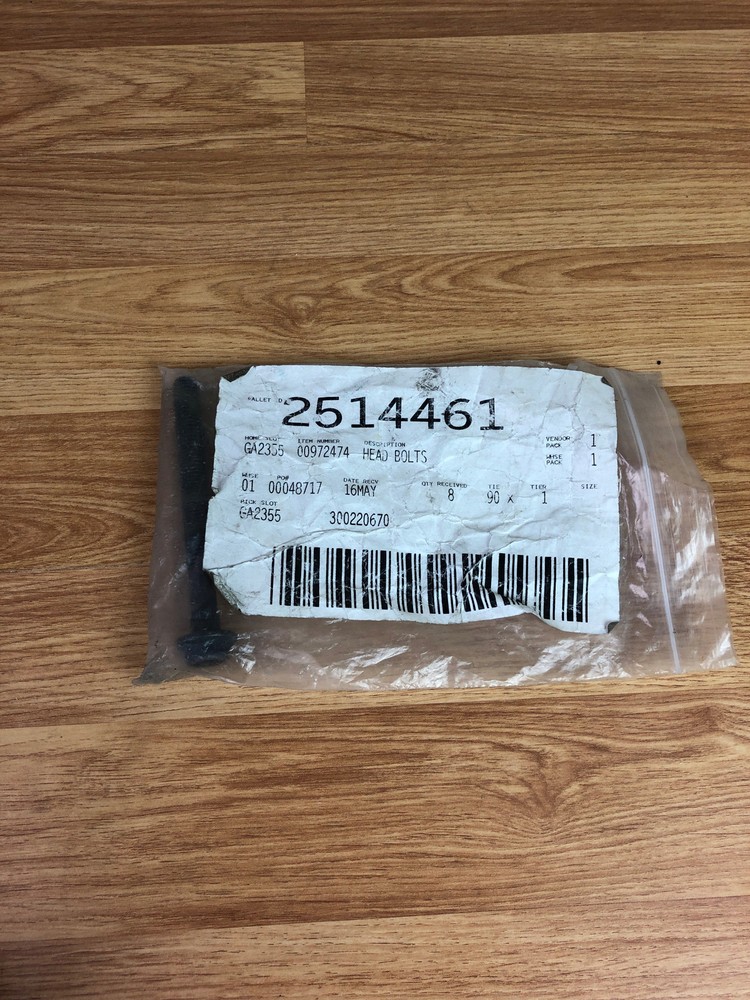 PALLET ID 2514461
HOME SLOT ITEM NUMBER DESCRIPTION VENDOR PACK 1
GA2355 00972474 HEAD BOLTS WHSE PACK 1
WHSE PO# DATE RECV QTY RECEIVED TIE TIER SIZE
01 00048717 16MAY 8 90 X 1
PICK SLOT
GA2355 300220670